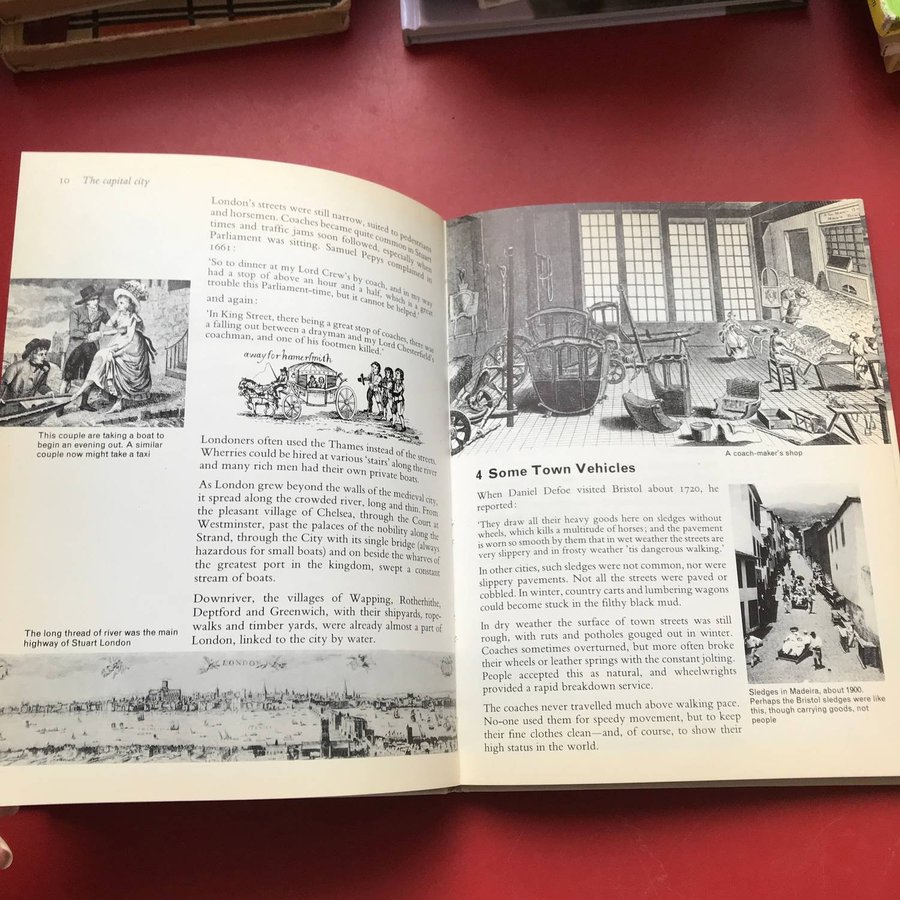 10 The capital city
London's streets were still narrow, suited to pedestrians
and horsemen. Coaches became quite common in Stuart
times and traffic jams soon followed, especially when
Parliament was sitting. Samuel Pepys complained in
1661:
'So to dinner at my Lord Crew's by coach, and in my way
had a stop of above an hour and a half, which is a great
trouble this Parliament-time, but it cannot be helped.'
and again:
'In King Street, there being a great stop of coaches, there was
a falling out between a drayman and my Lord Chesterfield's
coachman, and one of his footmen killed.'
away for hamersmith
This couple are taking a boat to
begin an evening out. A similar
couple now might take a taxi
Londoners often used the Thames instead of the streets.
Wherries could be hired at various 'stairs' along the river
and many rich men had their own private boats.
As London grew beyond the walls of the medieval city,
it spread along the crowded river, long and thin. From
the pleasant village of Chelsea, through the Court at
Westminster, past the palaces of the nobility along the
Strand, through the City with its single bridge (always
hazardous for small boats) and on beside the wharves of
the greatest port in the kingdom, swept a constant
stream of boats.
Downriver, the villages of Wapping, Rotherhithe,
Deptford and Greenwich, with their shipyards, rope-
walks and timber yards, were already almost a part of
London, linked to the city by water.
The long thread of river was the main
highway of Stuart London
LONDON
A coach-maker's shop
4 Some Town Vehicles
When Daniel Defoe visited Bristol about 1720, he
reported:
'They draw all their heavy goods here on sledges without
wheels, which kills a multitude of horses; and the pavement
is worn so smooth by them that in wet weather the streets are
very slippery and in frosty weather 'tis dangerous walking.'
In other cities, such sledges were not common, nor were
slippery pavements. Not all the streets were paved or
cobbled. In winter, country carts and lumbering wagons
could become stuck in the filthy black mud.
In dry weather the surface of town streets was still
rough, with ruts and potholes gouged out in winter.
Coaches sometimes overturned, but more often broke
their wheels or leather springs with the constant jolting.
People accepted this as natural, and wheelwrights
provided a rapid breakdown service.
The coaches never travelled much above walking pace.
No-one used them for speedy movement, but to keep
their fine clothes clean—and, of course, to show their
high status in the world.
Sledges in Madeira, about 1900.
Perhaps the Bristol sledges were like
this, though carrying goods, not
people